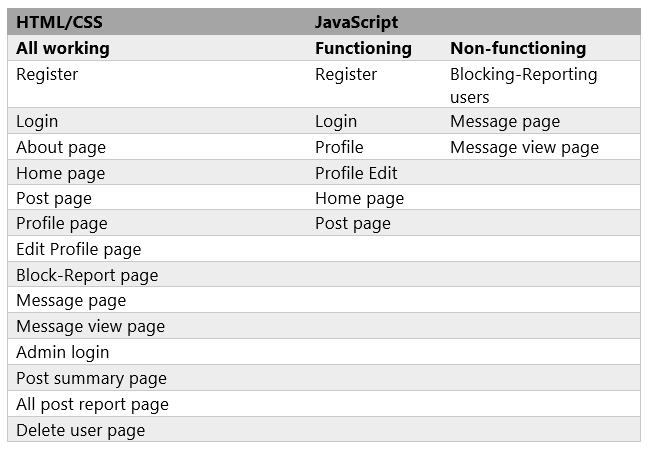 HTML/CSS JavaScript
All working Functioning Non-functioning
Register Register Blocking-Reporting
users
Login Login Message page
About page Profile Message view page
Home page Profile Edit
Post page Home page
Profile page Post page
Edit Profile page
Block-Report page
Message page
Message view page
Admin login
Post summary page
All post report page
Delete user page